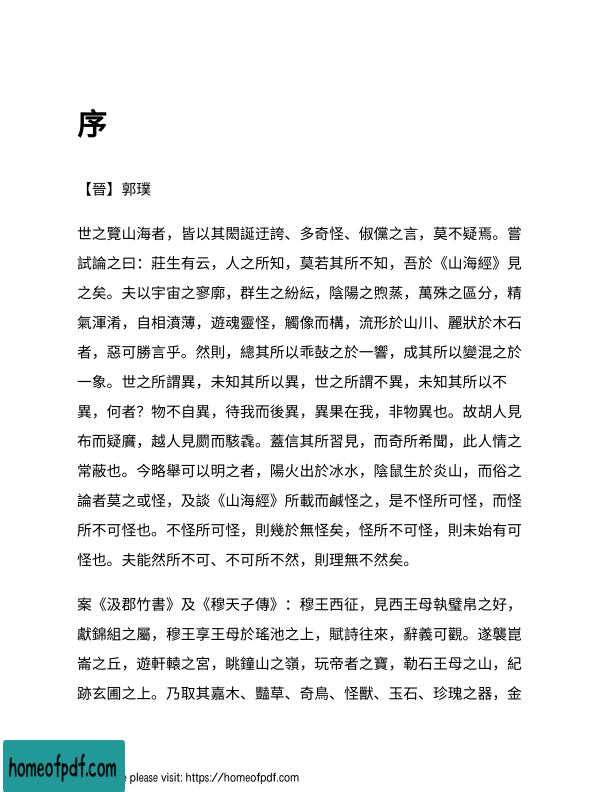 序
【晉】郭璞
世之覽山海者，皆以其閎誕迂誇、多奇怪、俶儻之言，莫不疑焉。嘗
試論之曰：莊生有云，人之所知，莫若其所不知，吾於《山海經》見
之矣。夫以宇宙之寥廓，群生之紛紜，陰陽之煦蒸，萬殊之區分，精
氣渾淆，自相濆薄，遊魂靈怪，觸像而構，流形於山川、麗狀於木石
者，惡可勝言乎。然則，總其所以乖鼓之於一響，成其所以變混之於
一象。世之所謂異，未知其所以異，世之所謂不異，未知其所以不
異，何者？物不自異，待我而後異，異果在我，非物異也。故胡人見
布而疑黂，越人見罽而駭毳。蓋信其所習見，而奇所希聞，此人情之
常蔽也。今略舉可以明之者，陽火出於冰水，陰鼠生於炎山，而俗之
論者莫之或怪，及談《山海經》所載而鹹怪之，是不怪所可怪，而怪
所不可怪也。不怪所可怪，則幾於無怪矣，怪所不可怪，則未始有可
怪也。夫能然所不可、不可所不然，則理無不然矣。
案《汲郡竹書》及《穆天子傳》：穆王西征，見西王母執璧帛之好，
獻錦組之屬，穆王享王母於瑤池之上，賦詩往來，辭義可觀。遂襲崑
崙之丘，遊軒轅之宮，眺鐘山之嶺，玩帝者之寶，勒石王母之山，紀
跡玄圃之上。乃取其嘉木、豔草、奇鳥、怪獸、玉石、珍瑰之器，金
homeofpdf.com
please visit: https://homeofpdf.com